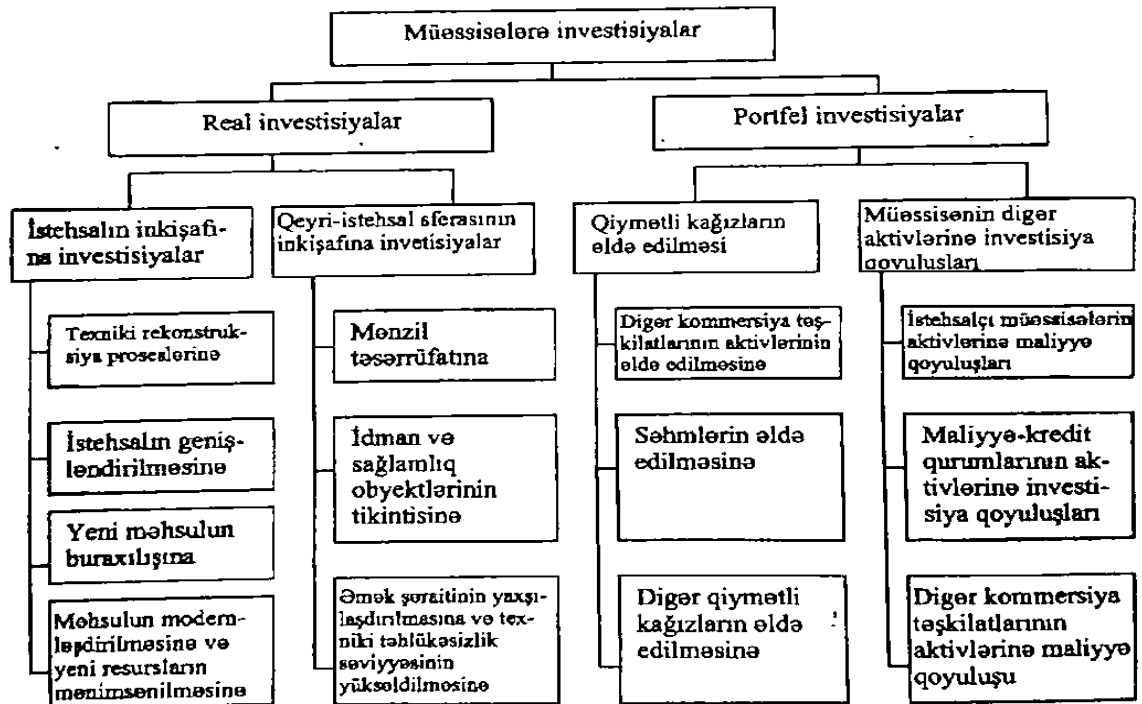 Müəssisələrə investisiyalar
Real investisiyalar
Portfel investisiyalar
İstehsalın inkişafı-
na investisiyalar
Qeyri-istehsal sferasının
inkişafına invetisiyalar
Qiymətli kağızların
əldə edilməsi
Müəssisənin digər
aktivlərinə investisiya
qoyuluşları
Texniki rekonstruk-
siya proseslərinə
İstehsalın geniş-
ləndirilməsinə
Yeni məhsulun
buraxılışına
Məhsulun modern-
ləşdirilməsinə və
yeni resursların
mənimsənilməsinə
Mənzil
təsərrüfatına
İdman və
sağlamlıq
obyektlərinin
tikintisinə
Əmək şəraitinin yaxşı-
laşdırılmasına və tex-
niki təhlükəsizlik
səviyyəsinin
yüksəldilməsinə
Digər kommersiya təş-
kilatlarının aktivlərinin
əldə edilməsinə
Səhmlərin əldə
edilməsinə
Digər qiymətli
kağızların əldə
edilməsinə
İstehsalçı müəssisələrin
aktivlərinə maliyyə
qoyuluşları
Maliyyə-kredit
qurumlarının ak-
tivlərinə investi-
siya qoyuluşları
Digər kommersiya
təşkilatlarının
aktivlərinə maliyyə
qoyuluşu